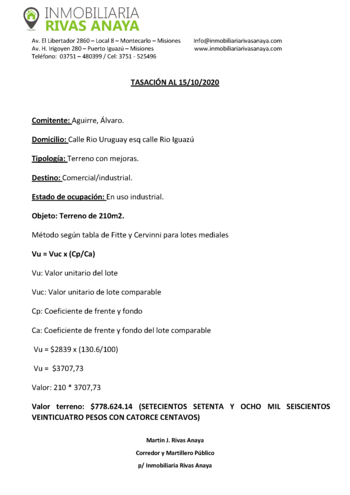 INMOBILIARIA
RIVAS ANAYA
Av. El Libertador 2860 – Local 8 – Montecarlo – Misiones info@inmobiliariarivasanaya.com
Av. H. Irigoyen 280 – Puerto Iguazú – Misiones www.inmobiliariarivasanaya.com
Teléfono: 03751 – 480399 / Cel: 3751 - 525496
TASACIÓN AL 15/10/2020
Comitente: Aguirre, Álvaro.
Domicilio: Calle Rio Uruguay esq calle Rio Iguazú
Tipología: Terreno con mejoras.
Destino: Comercial/industrial.
Estado de ocupación: En uso industrial.
Objeto: Terreno de 210m2.
Método según tabla de Fitte y Cervinni para lotes mediales
Vu = Vuc x (Cp/Ca)
Vu: Valor unitario del lote
Vuc: Valor unitario de lote comparable
Cp: Coeficiente de frente y fondo
Ca: Coeficiente de frente y fondo del lote comparable
Vu = $2839 x (130.6/100)
Vu = $3707,73
Valor: 210 * 3707,73
Valor terreno: $778.624.14 (SETECIENTOS SETENTA Y OCHO MIL SEISCIENTOS
VEINTICUATRO PESOS CON CATORCE CENTAVOS)
Martin J. Rivas Anaya
Corredor y Martillero Público
p/ Inmobiliaria Rivas Anaya